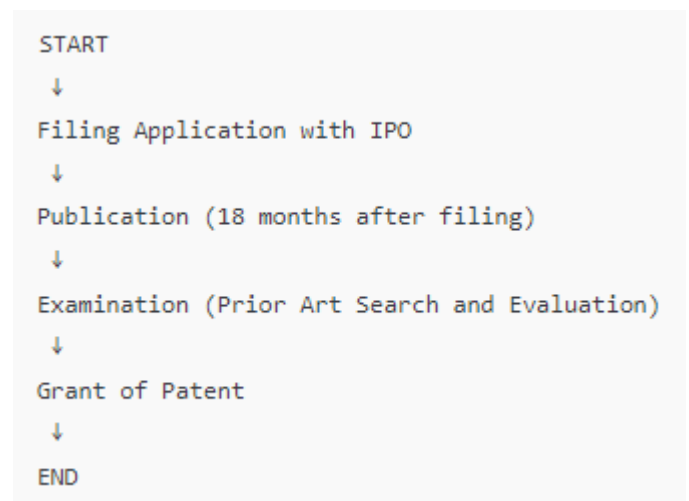 START
↓
Filing Application with IPO
↓
Publication (18 months after filing)
↓
Examination (Prior Art Search and Evaluation)
↓
Grant of Patent
↓
END